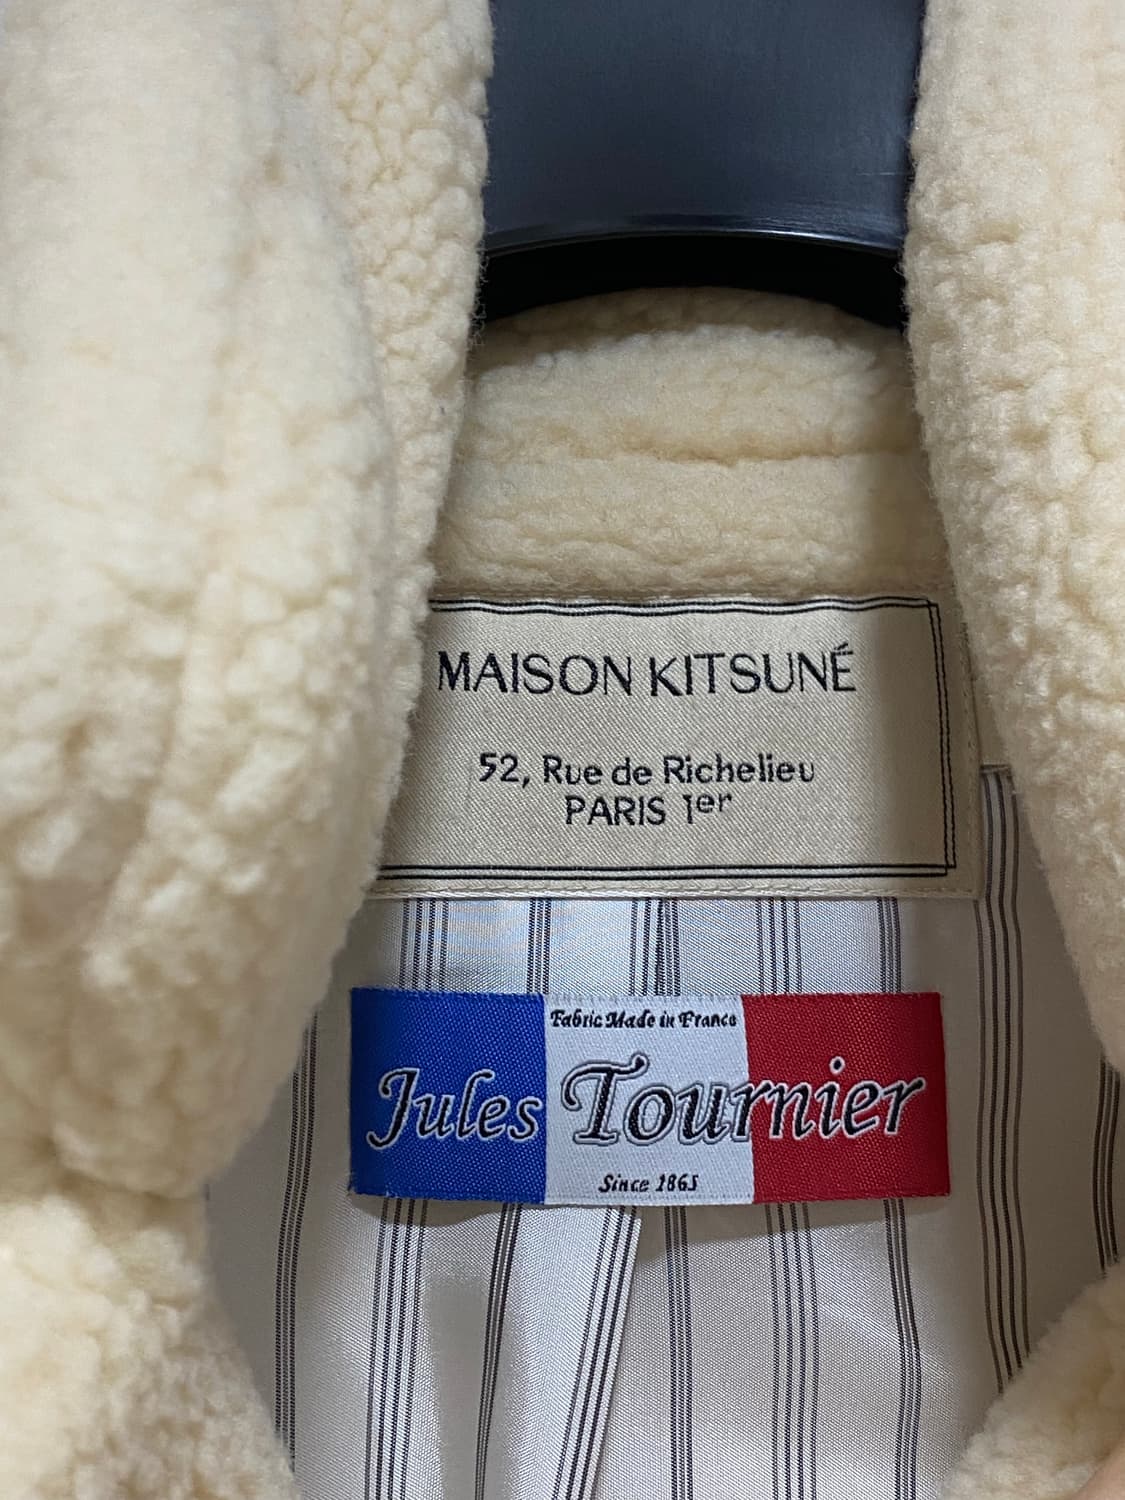 MAISON KITSUNÉ
52, Rue de Richelieu
PARIS 1er
Fabric Made in France
Jules Tournier
Since 1865